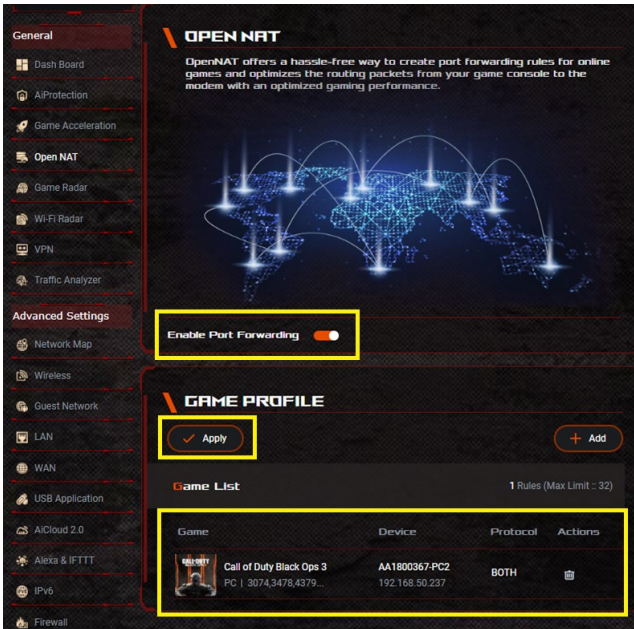 General
Dash Board
AiProtection
Game Acceleration
Open NAT
Game Radar
Wi-Fi Radar
VPN
Traffic Analyzer
Advanced Settings
Network Map
Wireless
Guest Network
LAN
WAN
USB Application
AiCloud 2.0
Alexa & IFTTT
IPv6
Firewall
OPEN NAT
OpenNAT offers a hassle-free way to create port forwarding rules for online
games and optimizes the routing packets from your game console to the
modem with an optimized gaming performance.
Enable Port Forwarding
GAME PROFILE
Apply
Add
Game List
1 Rules (Max Limit :: 32)
Game Device Protocol Actions
CALL OF DUTY
Call of Duty Black Ops 3 AA1800367-PC2 BOTH
PC | 3074,3478,4379... 192.168.50.237